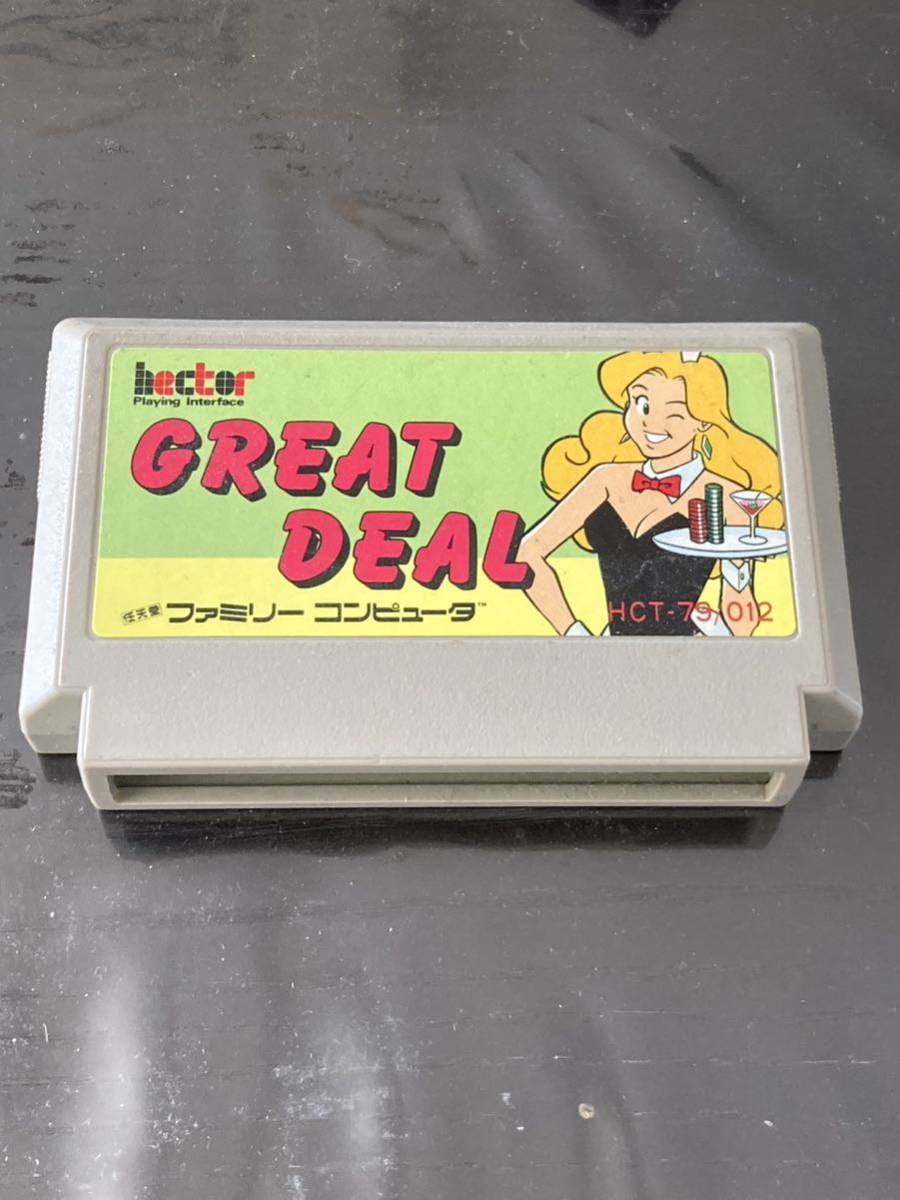 hector
Playing Interface
GREAT
DEAL
任天堂 ファミリー コンピュータ™
HCT-79/012